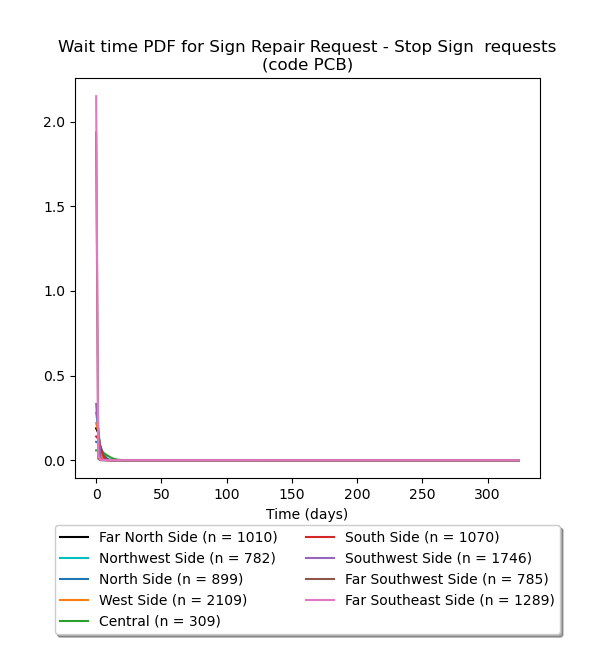 Wait time PDF for Sign Repair Request - Stop Sign  requests
(code PCB)
2.0
1.5
1.0
0.5
0.0
0 50 100 150 200 250 300
Time (days)
Far North Side (n = 1010)
Northwest Side (n = 782)
North Side (n = 899)
West Side (n = 2109)
Central (n = 309)
South Side (n = 1070)
Southwest Side (n = 1746)
Far Southwest Side (n = 785)
Far Southeast Side (n = 1289)